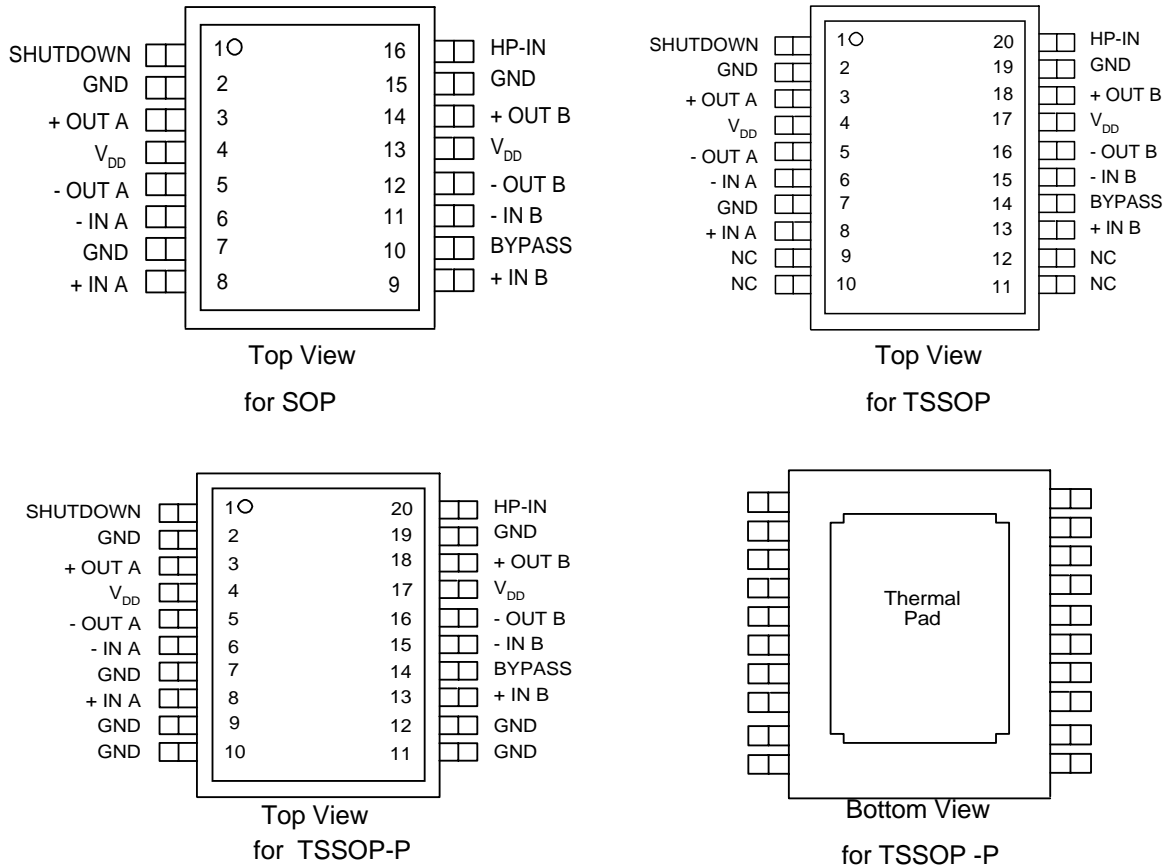 SHUTDOWN 1 16 HP-IN
GND 2 15 GND
+ OUT A 3 14 + OUT B
VDD 4 13 VDD
- OUT A 5 12 - OUT B
- IN A 6 11 - IN B
GND 7 10 BYPASS
+ IN A 8 9 + IN B
Top View
for SOP
SHUTDOWN 1 20 HP-IN
GND 2 19 GND
+ OUT A 3 18 + OUT B
VDD 4 17 VDD
- OUT A 5 16 - OUT B
- IN A 6 15 - IN B
GND 7 14 BYPASS
+ IN A 8 13 + IN B
NC 9 12 NC
NC 10 11 NC
Top View
for TSSOP
SHUTDOWN 1 20 HP-IN
GND 2 19 GND
+ OUT A 3 18 + OUT B
VDD 4 17 VDD
- OUT A 5 16 - OUT B
- IN A 6 15 - IN B
GND 7 14 BYPASS
+ IN A 8 13 + IN B
GND 9 12 GND
GND 10 11 GND
Top View
for TSSOP-P
Thermal
Pad
Bottom View
for TSSOP -P